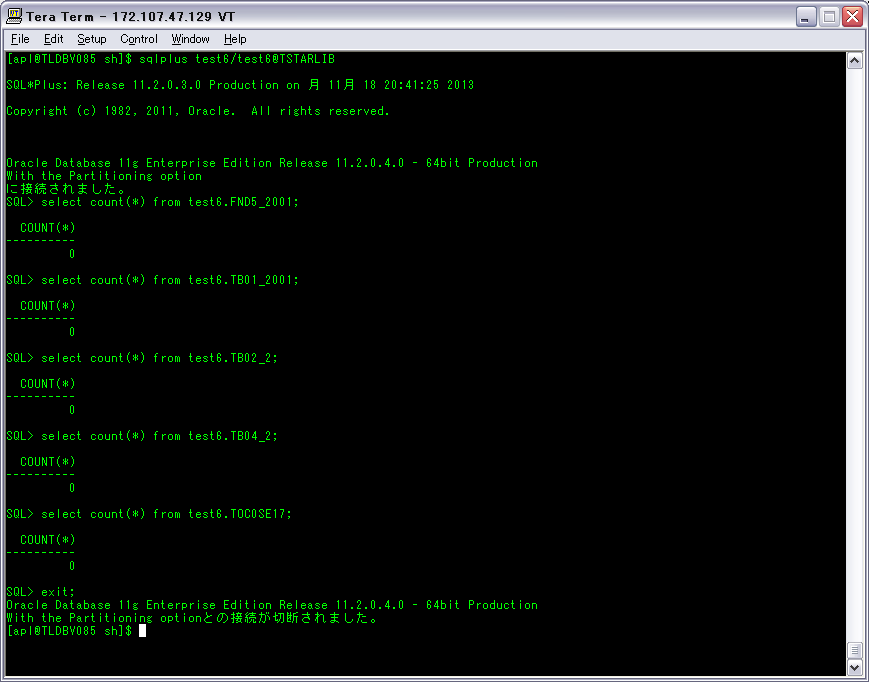 Tera Term - 172.107.47.129 VT
File Edit Setup Control Window Help
[apl@TLDBV085 sh]$ sqlplus test6/test6@TSTARLIB
SQL*Plus: Release 11.2.0.3.0 Production on 月 11月 18 20:41:25 2013
Copyright (c) 1982, 2011, Oracle.  All rights reserved.
Oracle Database 11g Enterprise Edition Release 11.2.0.4.0 - 64bit Production
With the Partitioning option
に接続されました。
SQL> select count(*) from test6.FND5_2001;
COUNT(*)
----------
0
SQL> select count(*) from test6.TB01_2001;
COUNT(*)
----------
0
SQL> select count(*) from test6.TB02_2;
COUNT(*)
----------
0
SQL> select count(*) from test6.TB04_2;
COUNT(*)
----------
0
SQL> select count(*) from test6.TOCOSE17;
COUNT(*)
----------
0
SQL> exit;
Oracle Database 11g Enterprise Edition Release 11.2.0.4.0 - 64bit Production
With the Partitioning optionとの接続が切断されました。
[apl@TLDBV085 sh]$